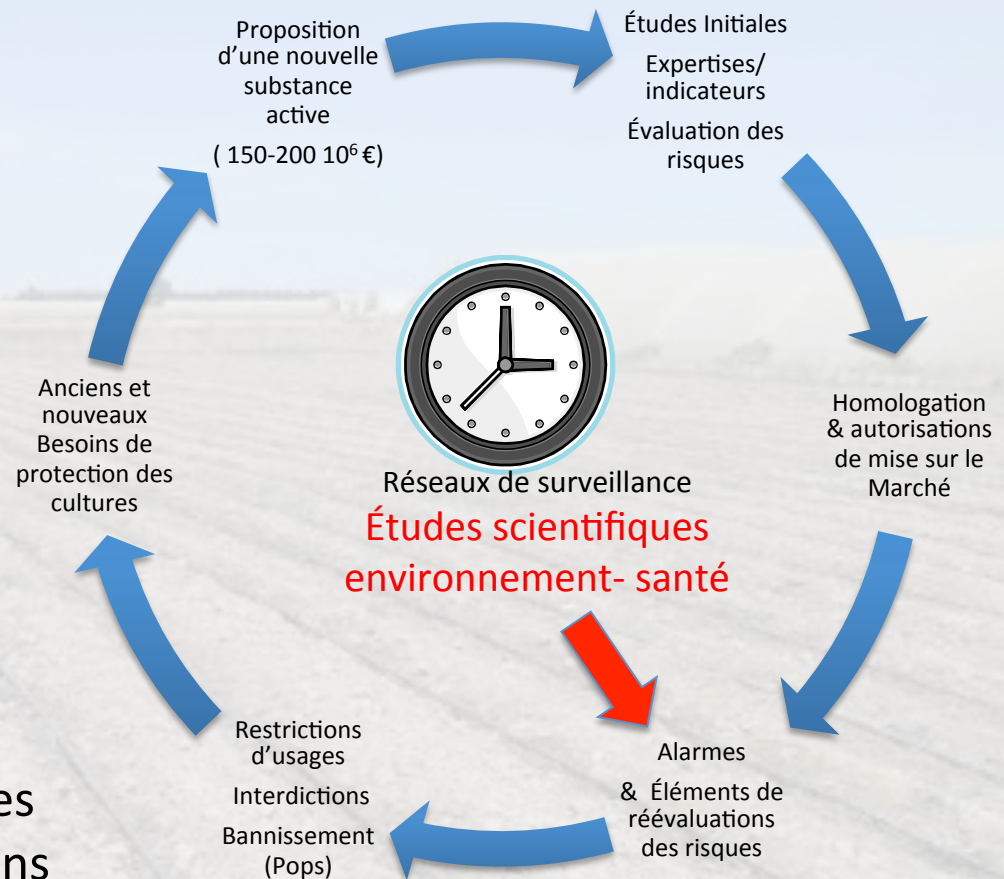 Proposition
d’une nouvelle
substance
active
( 150-200 10⁶ €)
Études Initiales
Expertises/
indicateurs
Évaluation des
risques
Homologation
& autorisations
de mise sur le
Marché
Alarmes
& Éléments de
réévaluations
des risques
Restrictions
d’usages
Interdictions
Bannissement
(Pops)
Anciens et
nouveaux
Besoins de
protection des
cultures
Réseaux de surveillance
Études scientifiques
environnement- santé
es
ns